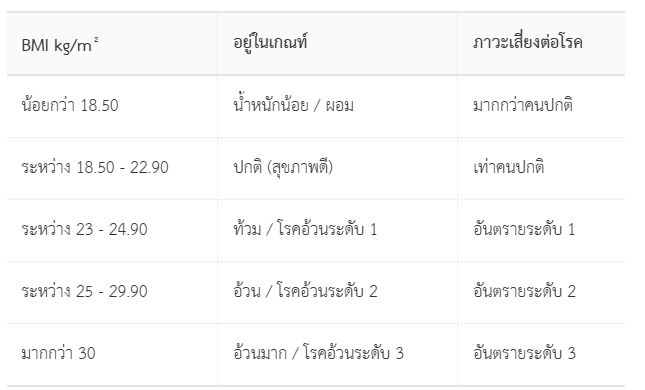 BMI kg/m² อยู่ในเกณท์ ภาวะเสี่ยงต่อโรค
น้อยกว่า 18.50 น้ำหนักน้อย / ผอม มากกว่าคนปกติ
ระหว่าง 18.50 - 22.90 ปกติ (สุขภาพดี) เท่าคนปกติ
ระหว่าง 23 - 24.90 ท้วม / โรคอ้วนระดับ 1 อันตรายระดับ 1
ระหว่าง 25 - 29.90 อ้วน / โรคอ้วนระดับ 2 อันตรายระดับ 2
มากกว่า 30 อ้วนมาก / โรคอ้วนระดับ 3 อันตรายระดับ 3